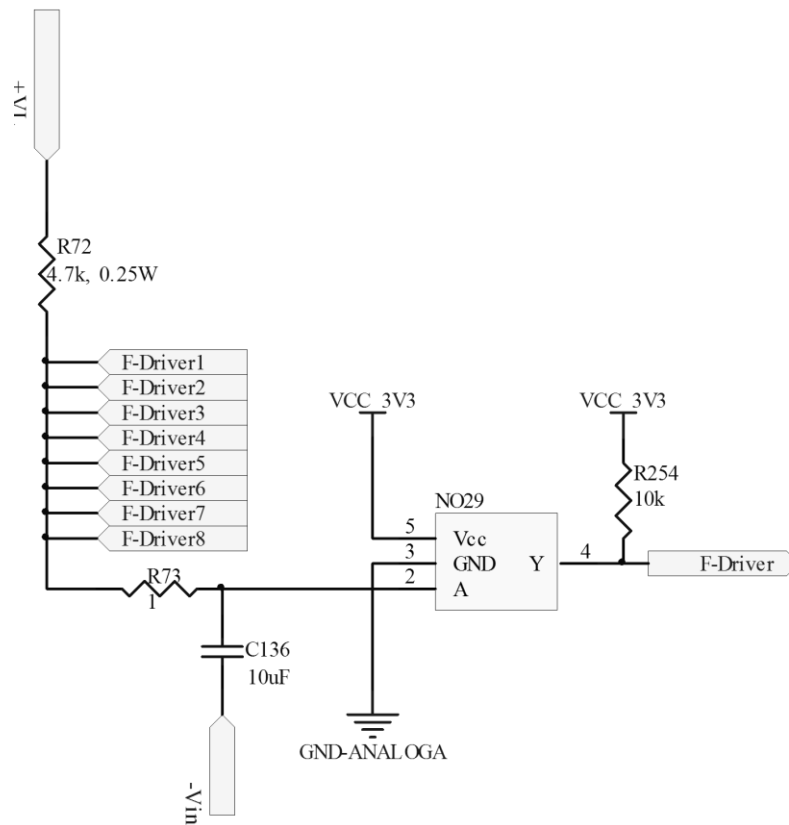 +VI
R72
4.7k, 0.25W
F-Driver1
F-Driver2
F-Driver3
F-Driver4
F-Driver5
F-Driver6
F-Driver7
F-Driver8
R73
1
C136
10uF
-Vin
VCC_3V3
NO29
5
Vcc
3
GND
2
A
Y
4
GND-ANALOGA
VCC_3V3
R254
10k
F-Driver